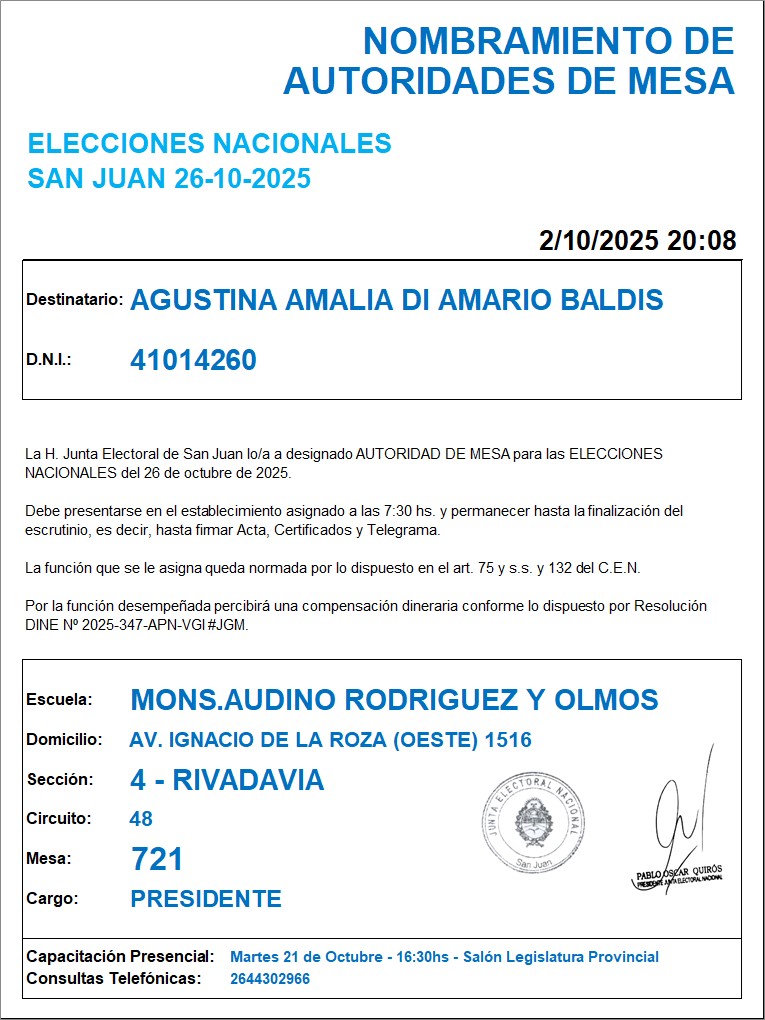 NOMBRAMIENTO DE
AUTORIDADES DE MESA
ELECCIONES NACIONALES
SAN JUAN 26-10-2025
2/10/2025 20:08
Destinatario: AGUSTINA AMALIA DI AMARIO BALDIS
D.N.I.: 41014260
La H. Junta Electoral de San Juan lo/a a designado AUTORIDAD DE MESA para las ELECCIONES
NACIONALES del 26 de octubre de 2025.
Debe presentarse en el establecimiento asignado a las 7:30 hs. y permanecer hasta la finalización del
escrutinio, es decir, hasta firmar Acta, Certificados y Telegrama.
La función que se le asigna queda normada por lo dispuesto en el art. 75 y s.s. y 132 del C.E.N.
Por la función desempeñada percibirá una compensación dineraria conforme lo dispuesto por Resolución
DINE Nº 2025-347-APN-VGI#JGM.
Escuela: MONS.AUDINO RODRIGUEZ Y OLMOS
Domicilio: AV. IGNACIO DE LA ROZA (OESTE) 1516
Sección: 4 - RIVADAVIA
Circuito: 48
Mesa: 721
Cargo: PRESIDENTE
JUNTA ELECTORAL NACIONAL
San Juan
PABLO OSCAR QUIRÓS
PRESIDENTE JUNTA ELECTORAL NACIONAL
Capacitación Presencial: Martes 21 de Octubre - 16:30hs - Salón Legislatura Provincial
Consultas Telefónicas: 2644302966